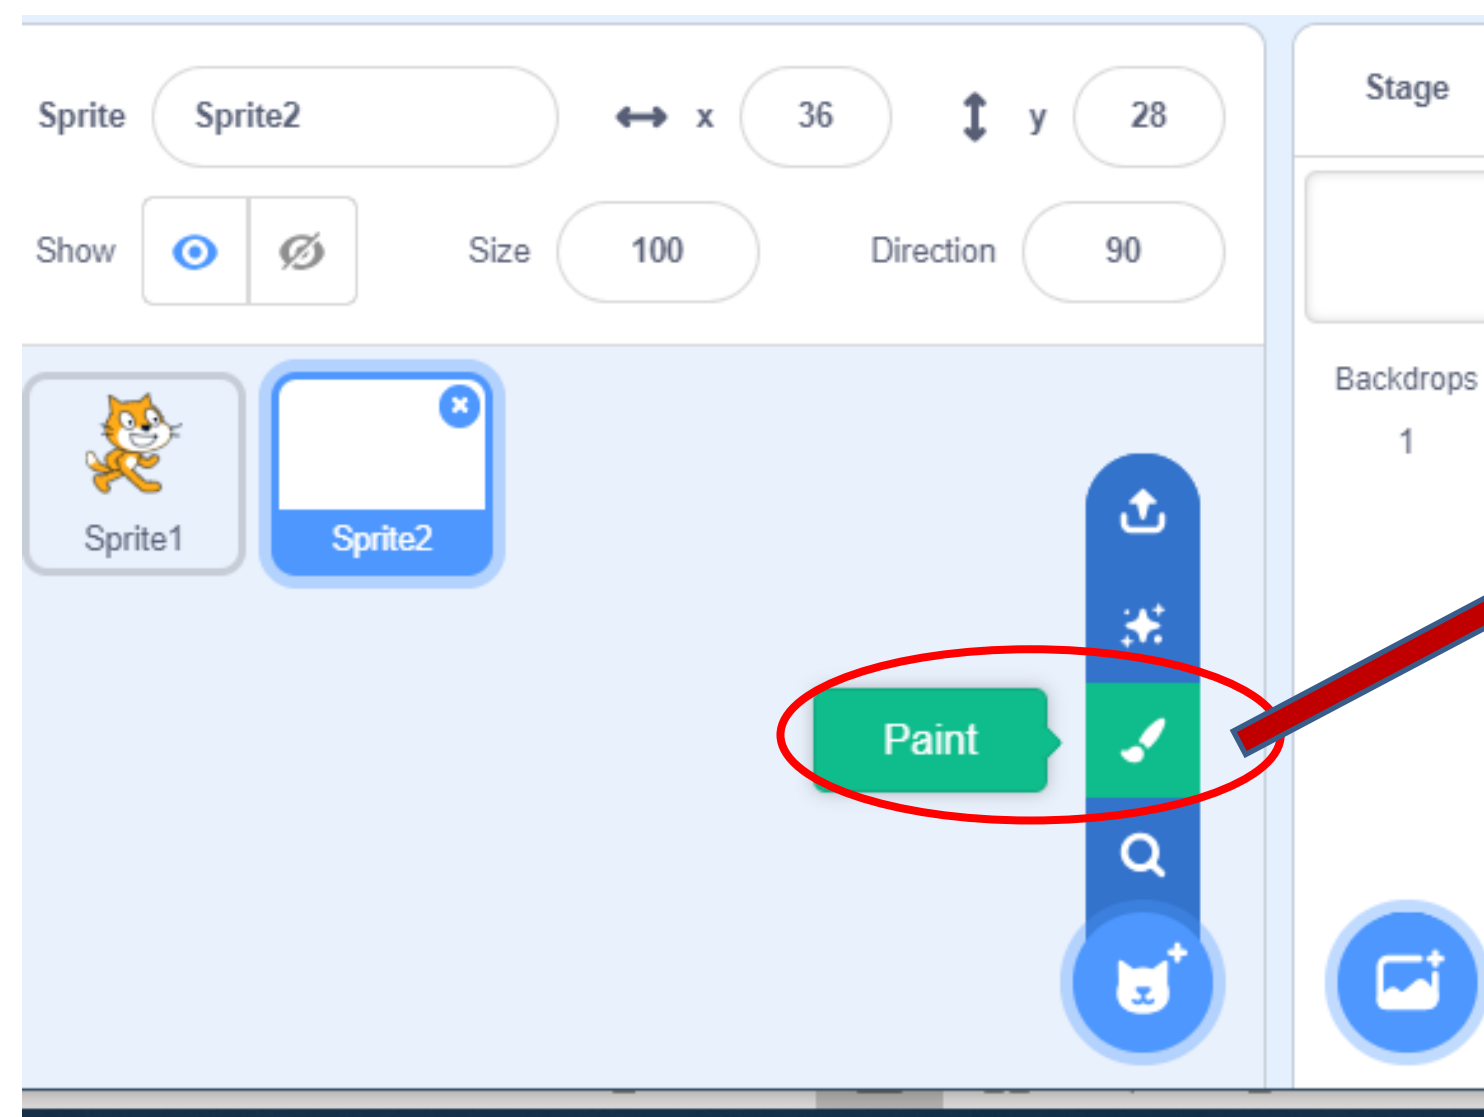 Sprite Sprite2 x 36 y 28 Stage
Show Size 100 Direction 90
Backdrops
1
Sprite1 Sprite2
Paint